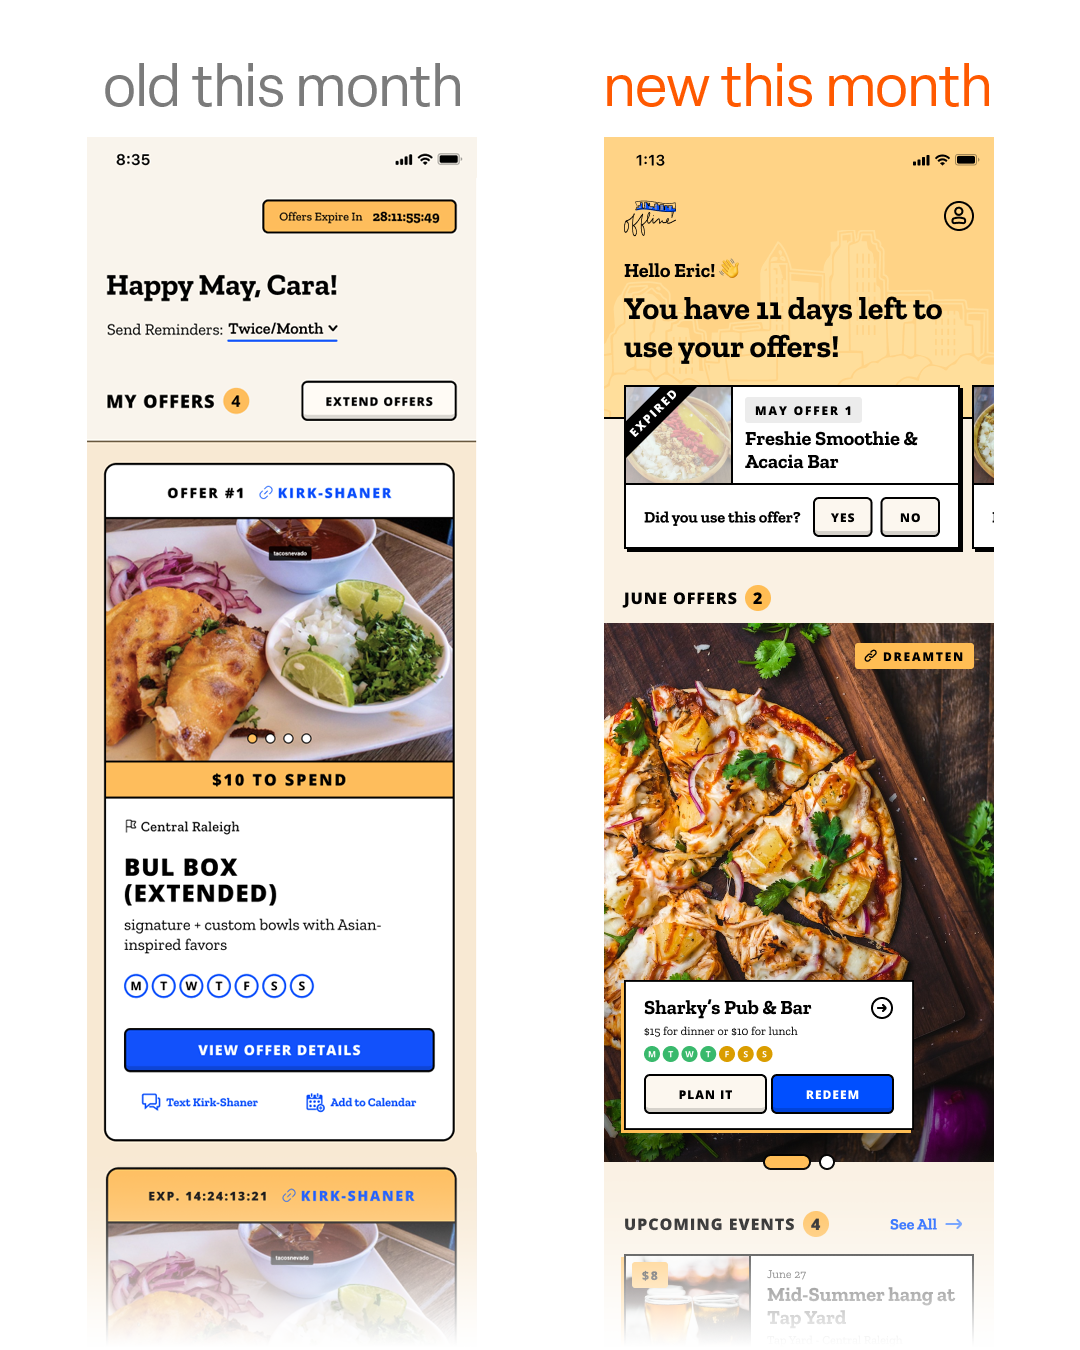 old this month
8:35
Offers Expire In 28:11:55:49
Happy May, Cara!
Send Reminders: Twice/Month
MY OFFERS 4
EXTEND OFFERS
OFFER #1 KIRK-SHANER
tacosnevado
$10 TO SPEND
Central Raleigh
BUL BOX
(EXTENDED)
signature + custom bowls with Asian-
inspired favors
M T W T F S S
VIEW OFFER DETAILS
Text Kirk-Shaner Add to Calendar
EXP. 14:24:13:21 KIRK-SHANER
tacosnevado
new this month
1:13
offline
Hello Eric!
You have 11 days left to
use your offers!
EXPIRED
MAY OFFER 1
Freshie Smoothie &
Acacia Bar
Did you use this offer? YES NO
JUNE OFFERS 2
DREAMTEN
Sharky's Pub & Bar
$15 for dinner or $10 for lunch
M T W T F S S
PLAN IT REDEEM
UPCOMING EVENTS 4 See All
$8
June 27
Mid-Summer hang at
Tap Yard
Tap Yard · Central Raleigh